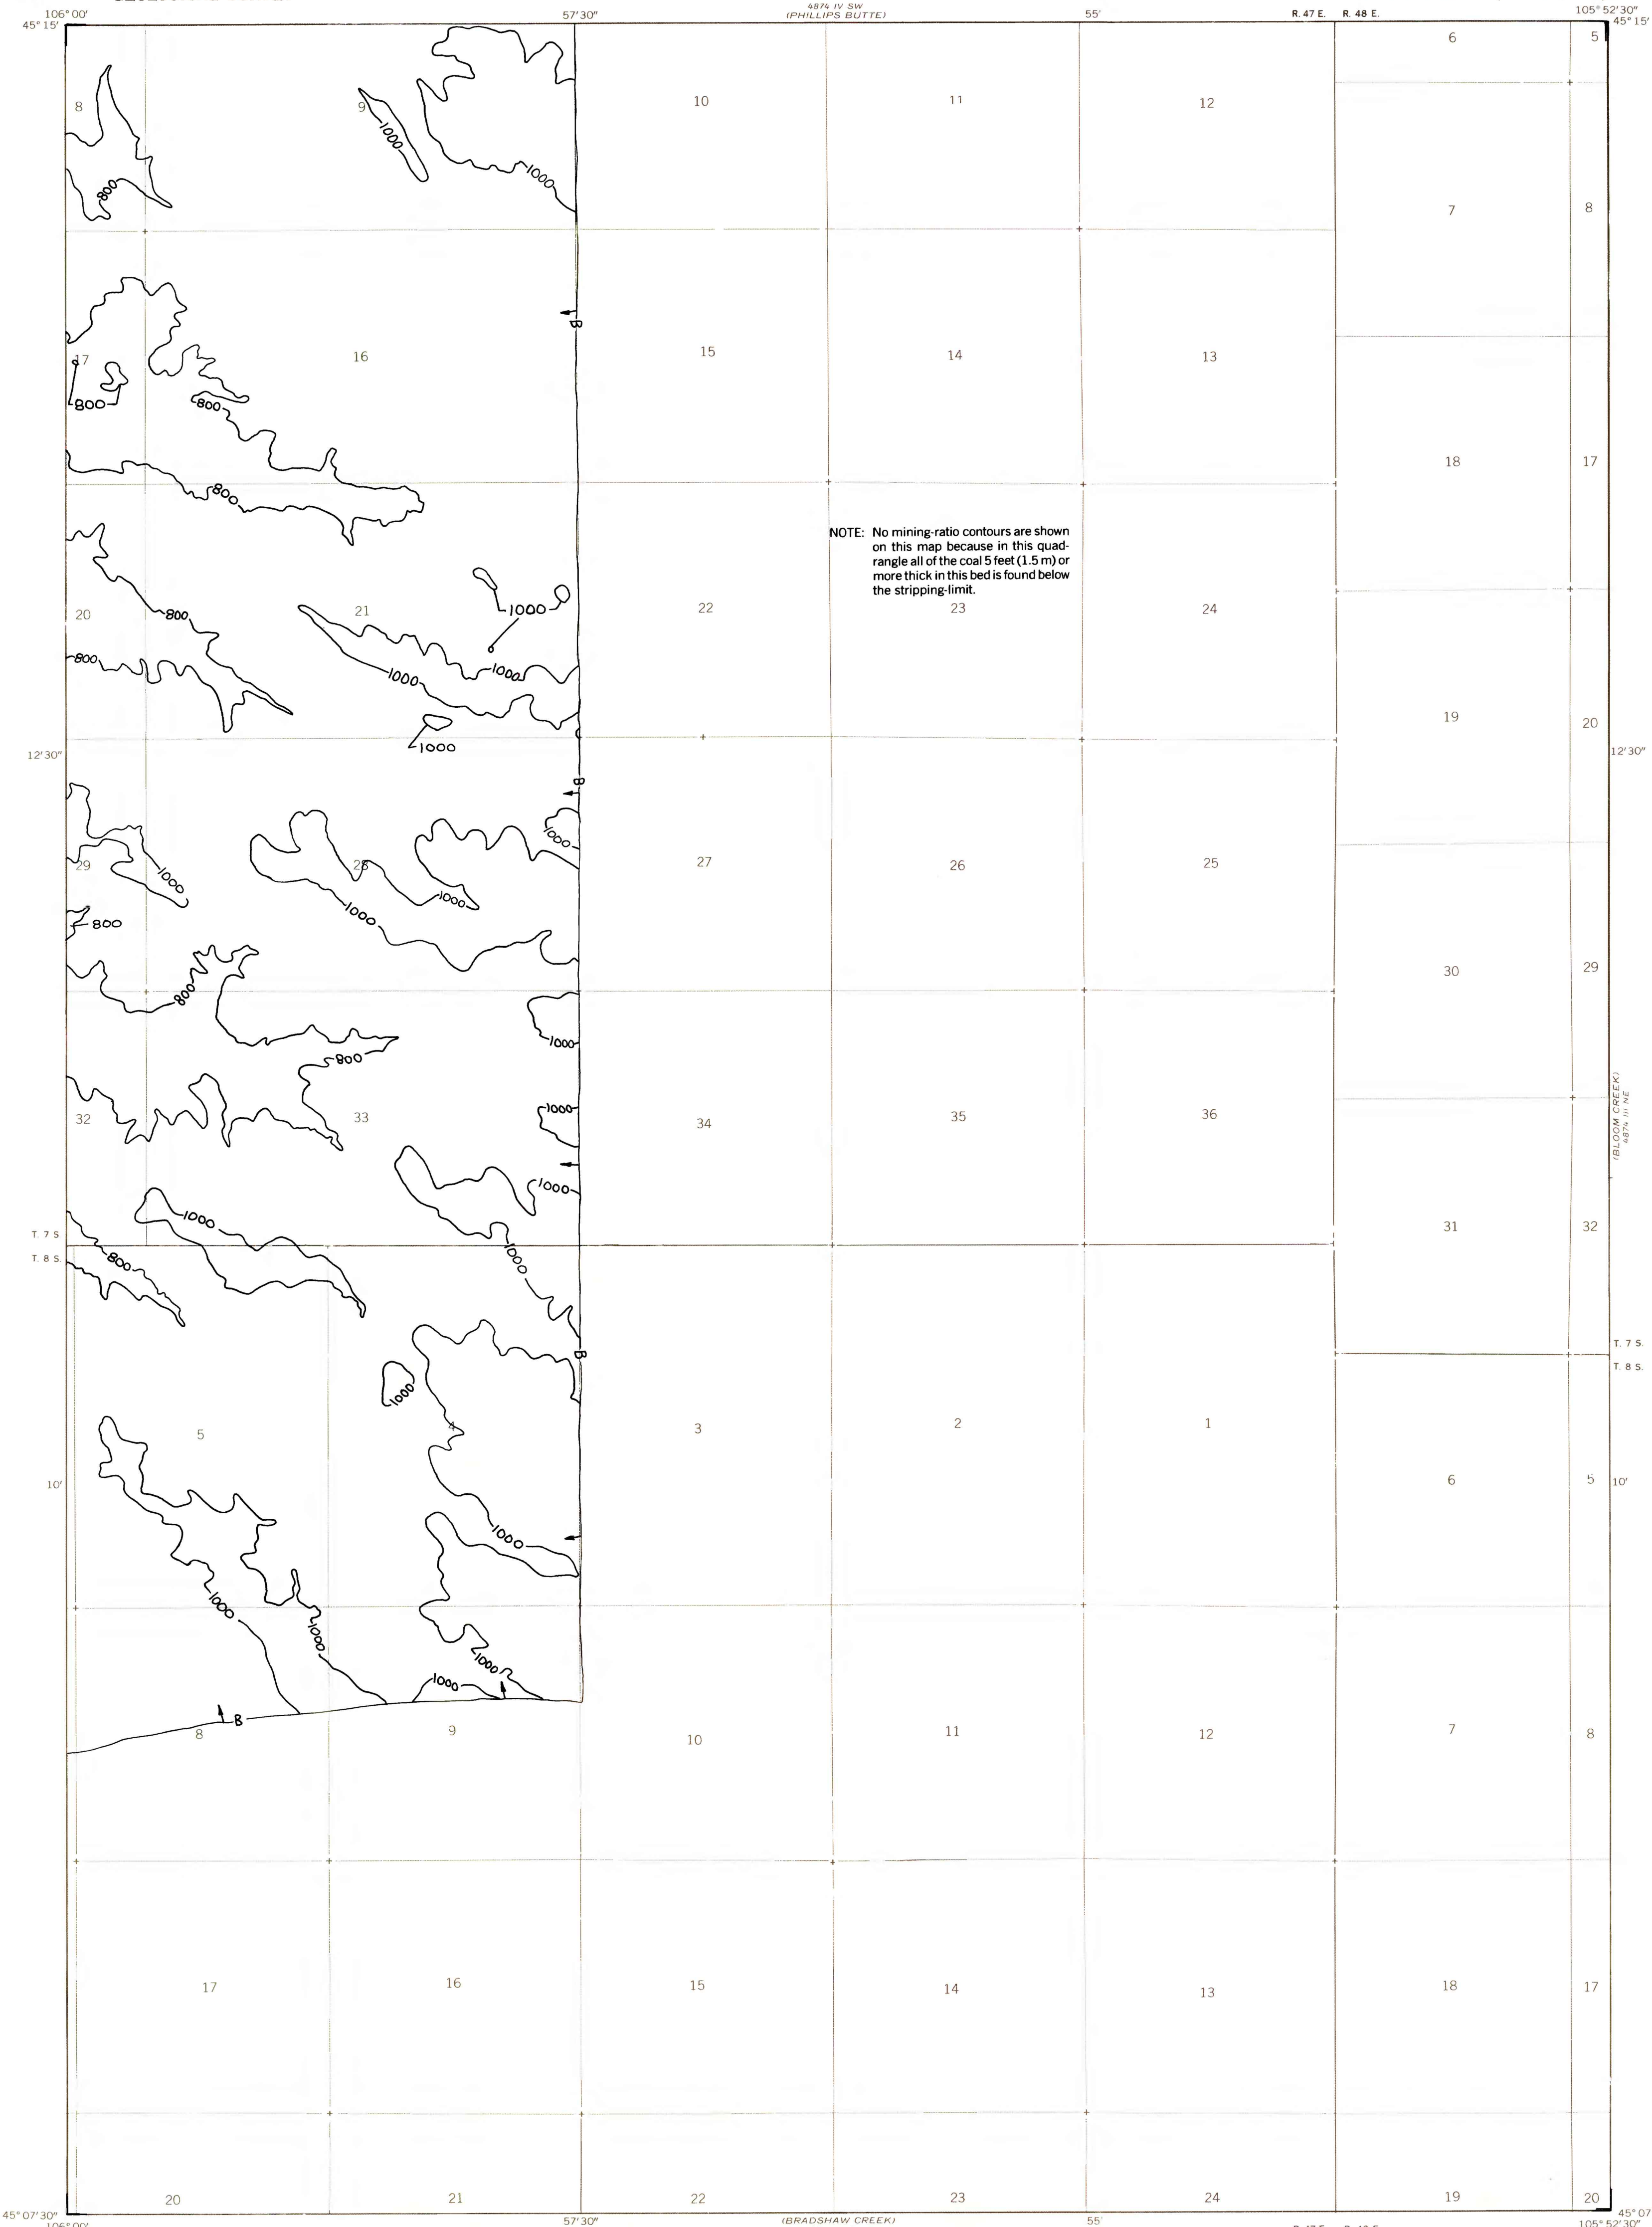 4874 IV SW
106°00′ 57′30″ (PHILLIPS BUTTE) 55′ R. 47 E. R. 48 E. 105°52′30″
45°15′ 45°15′
6 5
8 9 10 11 12
1000
1000
800
7 8
B
17 16 15 14 13
800 800
18 17
800
NOTE: No mining-ratio contours are shown
on this map because in this quad-
rangle all of the coal 5 feet (1.5 m) or
more thick in this bed is found below
the stripping-limit.
1000
20 800 21 22 23 24
800 1000 1000
19 20
1000
12′30″ 12′30″
B
1000
29 28 27 26 25
1000 1000
1000
800
30 29
800
1000
800
1000
32 33 34 35 36
(BLOOM CREEK)
4874 III NE
1000
1000
31 32
T. 7 S.
T. 8 S.
800 1000
B
T. 7 S.
T. 8 S.
1000
5 4 3 2 1
10′ 6 5 10′
1000
1000
1000
1000
1000
B
8 9 10 11 12 7 8
17 16 15 14 13 18 17
20 21 22 23 24 19 20
45°07′30″ 45°07
57′30″ (BRADSHAW CREEK) 55′ 105°52′30″
106°00′